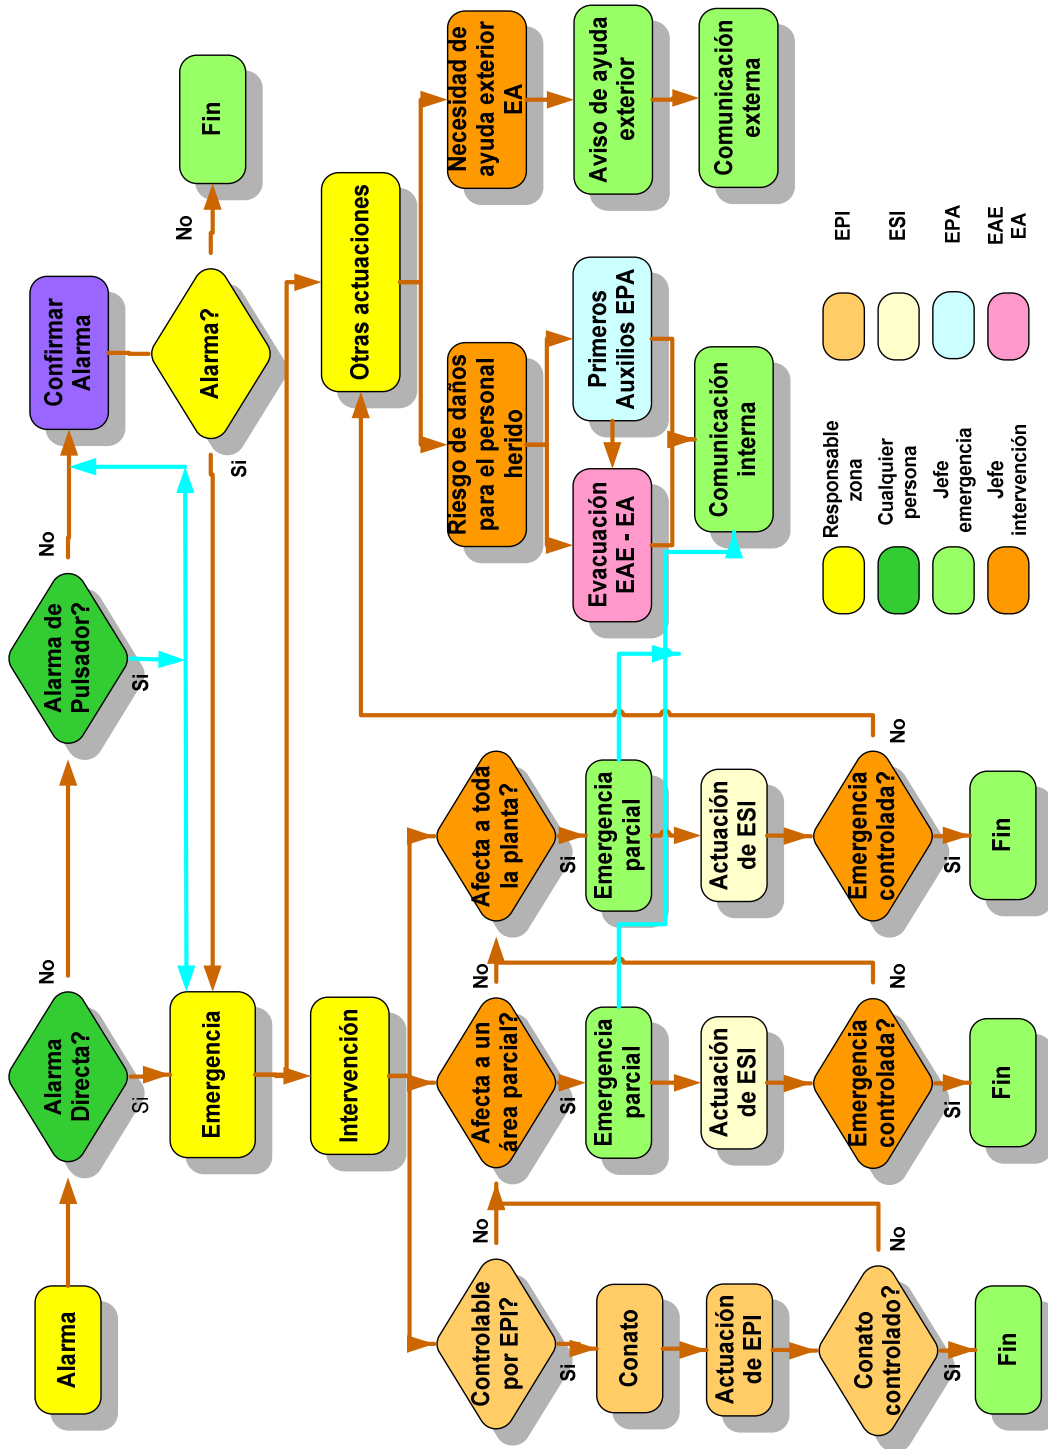 Alarma
Alarma
Directa?
No
Si
Alarma de
Pulsador?
No
Si
Confirmar
Alarma
Alarma?
No
Si
Fin
Emergencia
Intervención
Otras actuaciones
Controlable
por EPI?
No
Si
Conato
Actuación
de EPI
Conato
controlado?
No
Si
Fin
Afecta a un
área parcial?
No
Si
Emergencia
parcial
Actuación
de ESI
Emergencia
controlada?
No
Si
Fin
Afecta a toda
la planta?
Si
Emergencia
parcial
Actuación
de ESI
Emergencia
controlada?
No
Si
Fin
Riesgo de daños
para el personal
herido
Evacuación
EAE - EA
Primeros
Auxilios EPA
Comunicación
interna
Necesidad de
ayuda exterior
EA
Aviso de ayuda
exterior
Comunicación
externa
Responsable
zona
Cualquier
persona
Jefe
emergencia
Jefe
intervención
EPI
ESI
EPA
EAE
EA